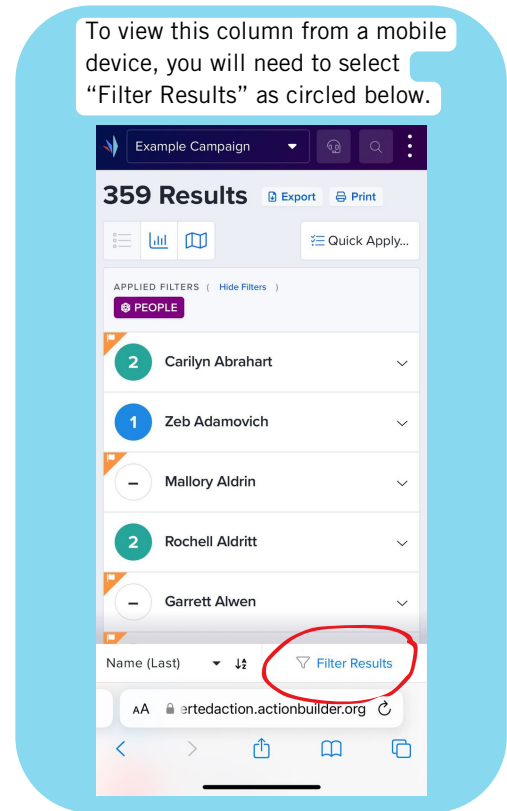 To view this column from a mobile
device, you will need to select
“Filter Results” as circled below.
Example Campaign
359 Results Export Print
Quick Apply...
APPLIED FILTERS ( Hide Filters )
PEOPLE
2 Carilyn Abrahart
1 Zeb Adamovich
– Mallory Aldrin
2 Rochell Aldritt
– Garrett Alwen
Name (Last) Filter Results
AA ertedaction.actionbuilder.org